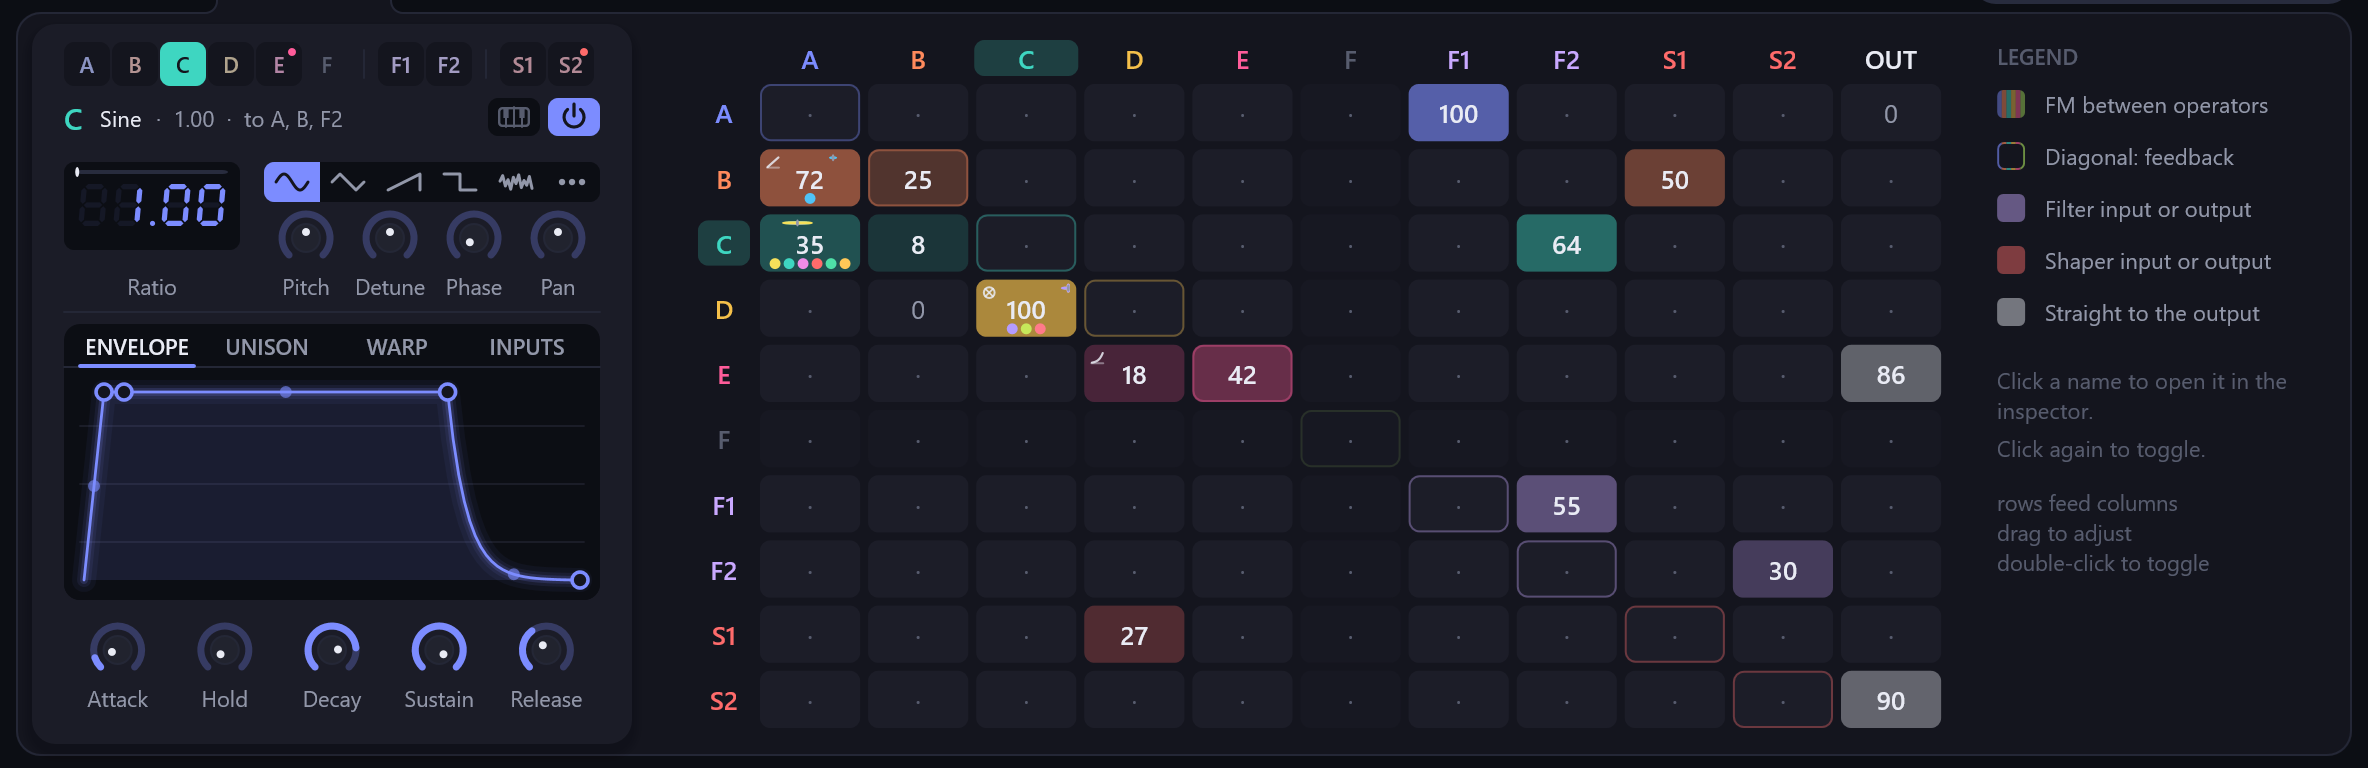 A B C D E F F1 F2 S1 S2
C Sine · 1.00 · to A, B, F2
1.00
Ratio Pitch Detune Phase Pan
ENVELOPE UNISON WARP INPUTS
Attack Hold Decay Sustain Release
A B C D E F F1 F2 S1 S2 OUT
A 100 0
B 72 25 50
C 35 8 64
D 0 100
E 18 42 86
F
F1 55
F2 30
S1 27
S2 90
LEGEND
FM between operators
Diagonal: feedback
Filter input or output
Shaper input or output
Straight to the output
Click a name to open it in the
inspector.
Click again to toggle.
rows feed columns
drag to adjust
double-click to toggle